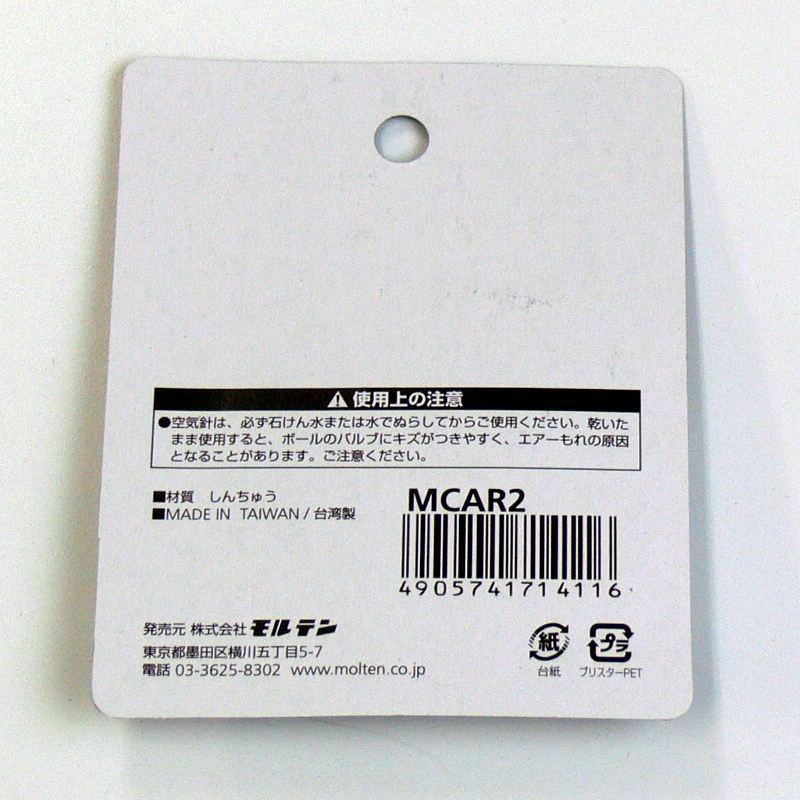 使用上の注意
●空気針は、必ず石けん水または水でぬらしてからご使用ください。乾いた
まま使用すると、ボールのバルブにキズがつきやすく、エアーもれの原因
となることがあります。ご注意ください。
■材質 しんちゅう
■MADE IN TAIWAN / 台湾製
MCAR2
4905741714116
発売元 株式会社 モルテン
東京都墨田区横川五丁目5-7
電話 03-3625-8302 www.molten.co.jp
紙
台紙
プラ
ブリスターPET